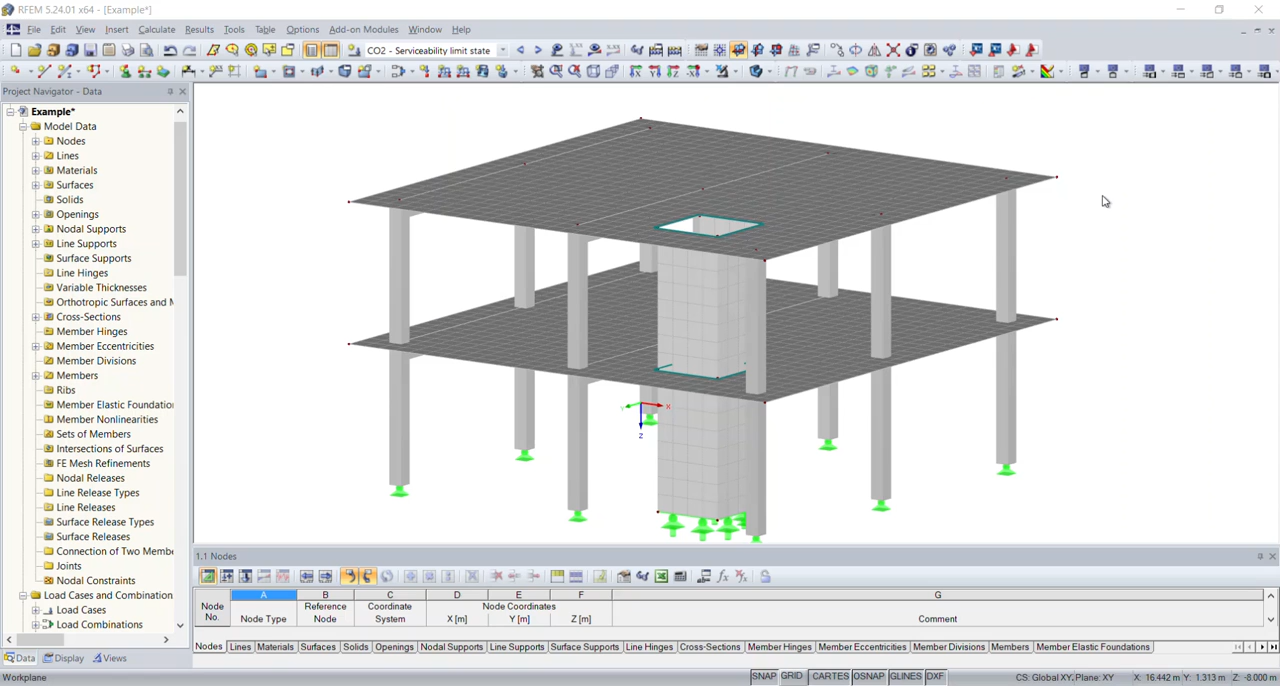 RFEM 5.24.01 x64 - [Example*]
File Edit View Insert Calculate Results Tools Table Options Add-on Modules Window Help
CO2 - Serviceability limit state
Project Navigator - Data
Example*
Model Data
Nodes
Lines
Materials
Surfaces
Solids
Openings
Nodal Supports
Line Supports
Surface Supports
Line Hinges
Variable Thicknesses
Orthotropic Surfaces and M
Cross-Sections
Member Hinges
Member Eccentricities
Member Divisions
Members
Ribs
Member Elastic Foundatio
Member Nonlinearities
Sets of Members
Intersections of Surfaces
FE Mesh Refinements
Nodal Releases
Line Release Types
Line Releases
Surface Release Types
Surface Releases
Connection of Two Membe
Joints
Nodal Constraints
Load Cases and Combination
Load Cases
Load Combinations
Data Display Views
X
Y
Z
1.1 Nodes
A B C D E F G
Node No. Node Type Reference Node Coordinate System Node Coordinates X [m] Y [m] Z [m] Comment
Nodes Lines Materials Surfaces Solids Openings Nodal Supports Line Supports Surface Supports Line Hinges Cross-Sections Member Hinges Member Eccentricities Member Divisions Members Member Elastic Foundations
Workplane SNAP GRID CARTES OSNAP GLINES DXF CS: Global XY, Plane: XY X: 16.442 m Y: 1.313 m Z: -8.000 m